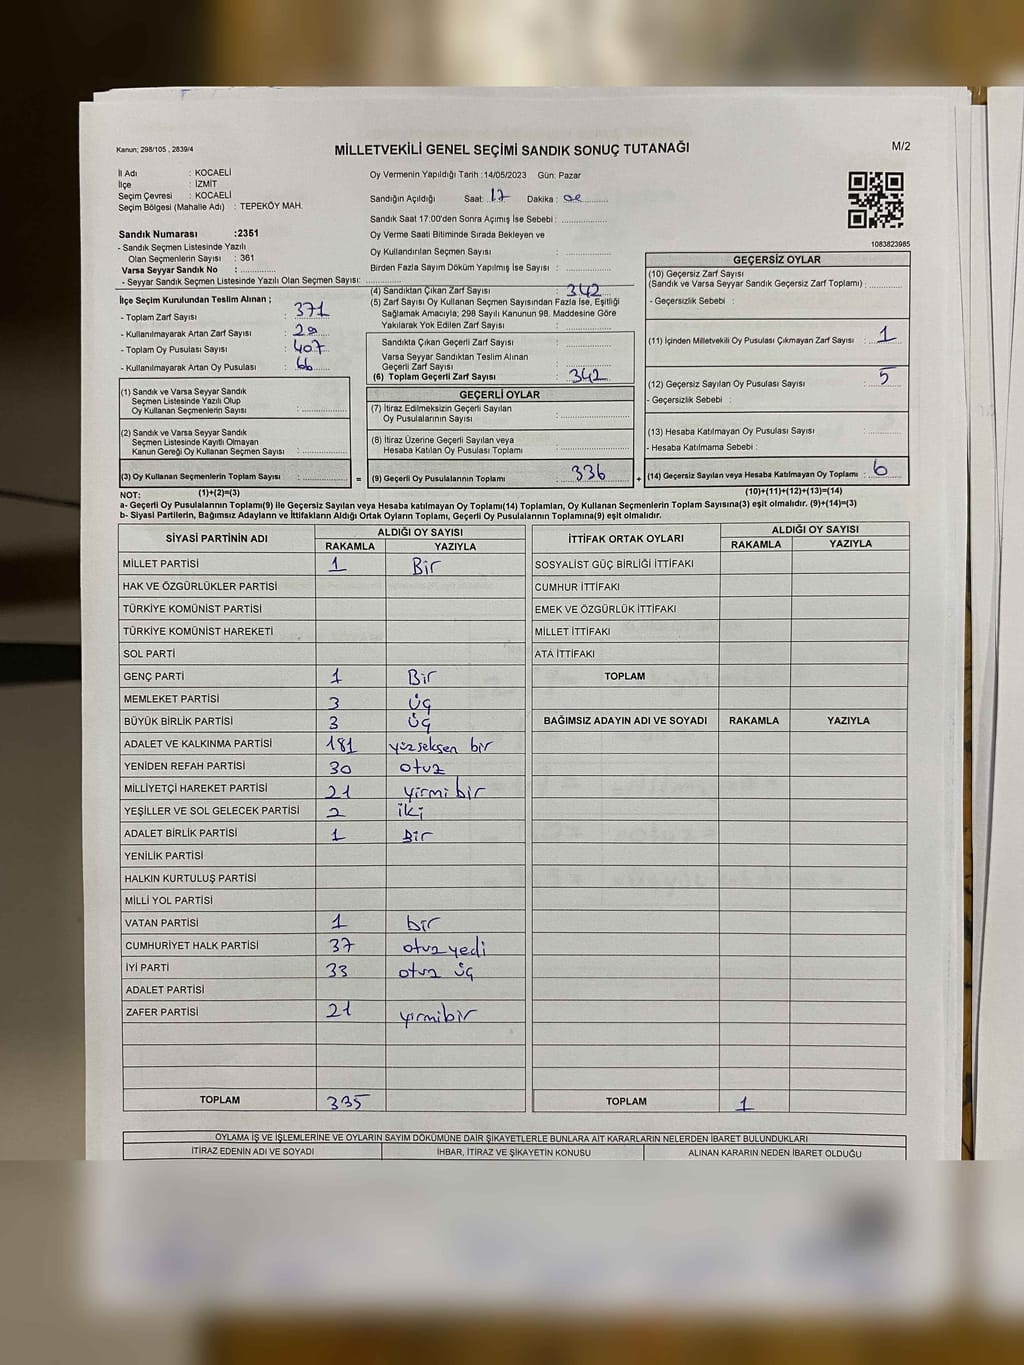 Kanun; 298/105 , 2839/4
MİLLETVEKİLİ GENEL SEÇİMİ SANDIK SONUÇ TUTANAĞI
M/2
İl Adı : KOCAELİ
İlçe : İZMİT
Seçim Çevresi : KOCAELİ
Seçim Bölgesi (Mahalle Adı) : TEPEKÖY MAH.
Sandık Numarası :2351
- Sandık Seçmen Listesinde Yazılı
Olan Seçmenlerin Sayısı : 361
Varsa Seyyar Sandık No :
- Seyyar Sandık Seçmen Listesinde Yazılı Olan Seçmen Sayısı:
İlçe Seçim Kurulundan Teslim Alınan ;
- Toplam Zarf Sayısı : 371
- Kullanılmayarak Artan Zarf Sayısı : 29
- Toplam Oy Pusulası Sayısı : 407
- Kullanılmayarak Artan Oy Pusulası : 66
(1) Sandık ve Varsa Seyyar Sandık
Seçmen Listesinde Yazılı Olup
Oy Kullanan Seçmenlerin Sayısı :
(2) Sandık ve Varsa Seyyar Sandık
Seçmen Listesinde Kayıtlı Olmayan
Kanun Gereği Oy Kullanan Seçmen Sayısı :
(3) Oy Kullanan Seçmenlerin Toplam Sayısı :
Oy Vermenin Yapıldığı Tarih :14/05/2023 Gün: Pazar
Sandığın Açıldığı Saat: 17 Dakika :
Sandık Saat 17:00'den Sonra Açımış İse Sebebi :
Oy Verme Saati Bitiminde Sırada Bekleyen ve
Oy Kullandırılan Seçmen Sayısı :
Birden Fazla Sayım Döküm Yapılmış İse Sayısı :
(4) Sandıktan Çıkan Zarf Sayısı : 342
(5) Zarf Sayısı Oy Kullanan Seçmen Sayısından Fazla İse, Eşitliği
Sağlamak Amacıyla; 298 Sayılı Kanunun 98. Maddesine Göre
Yakılarak Yok Edilen Zarf Sayısı :
Sandıkta Çıkan Geçerli Zarf Sayısı :
Varsa Seyyar Sandıktan Teslim Alınan
Geçerli Zarf Sayısı :
(6) Toplam Geçerli Zarf Sayısı : 342
GEÇERLİ OYLAR
(7) İtiraz Edilmeksizin Geçerli Sayılan
Oy Pusulalarının Sayısı :
(8) İtiraz Üzerine Geçerli Sayılan veya
Hesaba Katılan Oy Pusulası Toplamı :
= (9) Geçerli Oy Pusulalarının Toplamı : 336
1083823985
GEÇERSİZ OYLAR
(10) Geçersiz Zarf Sayısı
(Sandık ve Varsa Seyyar Sandık Geçersiz Zarf Toplamı) :
- Geçersizlik Sebebi :
(11) İçinden Milletvekili Oy Pusulası Çıkmayan Zarf Sayısı : 1
(12) Geçersiz Sayılan Oy Pusulası Sayısı : 5
- Geçersizlik Sebebi :
(13) Hesaba Katılmayan Oy Pusulası Sayısı :
- Hesaba Katılmama Sebebi :
+ (14) Geçersiz Sayılan veya Hesaba Katılmayan Oy Toplamı : 6
NOT: (1)+(2)=(3) (10)+(11)+(12)+(13)=(14)
a- Geçerli Oy Pusulalarının Toplamı(9) ile Geçersiz Sayılan veya Hesaba katılmayan Oy Toplamı(14) Toplamları, Oy Kullanan Seçmenlerin Toplam Sayısına(3) eşit olmalıdır. (9)+(14)=(3)
b- Siyasi Partilerin, Bağımsız Adayların ve İttifakların Aldığı Ortak Oyların Toplamı, Geçerli Oy Pusulalarının Toplamına(9) eşit olmalıdır.
SİYASİ PARTİNİN ADI ALDIĞI OY SAYISI
RAKAMLA YAZIYLA
MİLLET PARTİSİ 1 Bir
HAK VE ÖZGÜRLÜKLER PARTİSİ
TÜRKİYE KOMÜNİST PARTİSİ
TÜRKİYE KOMÜNİST HAREKETİ
SOL PARTİ
GENÇ PARTİ 1 Bir
MEMLEKET PARTİSİ 3 Üç
BÜYÜK BİRLİK PARTİSİ 3 Üç
ADALET VE KALKINMA PARTİSİ 181 yüzseksen bir
YENİDEN REFAH PARTİSİ 30 otuz
MİLLİYETÇİ HAREKET PARTİSİ 21 yirmi bir
YEŞİLLER VE SOL GELECEK PARTİSİ 2 iki
ADALET BİRLİK PARTİSİ 1 Bir
YENİLİK PARTİSİ
HALKIN KURTULUŞ PARTİSİ
MİLLİ YOL PARTİSİ
VATAN PARTİSİ 1 bir
CUMHURİYET HALK PARTİSİ 37 otuz yedi
İYİ PARTİ 33 otuz üç
ADALET PARTİSİ
ZAFER PARTİSİ 21 yirmibir
TOPLAM 335
İTTİFAK ORTAK OYLARI ALDIĞI OY SAYISI
RAKAMLA YAZIYLA
SOSYALİST GÜÇ BİRLİĞİ İTTİFAKI
CUMHUR İTTİFAKI
EMEK VE ÖZGÜRLÜK İTTİFAKI
MİLLET İTTİFAKI
ATA İTTİFAKI
TOPLAM
BAĞIMSIZ ADAYIN ADI VE SOYADI RAKAMLA YAZIYLA
TOPLAM 1
OYLAMA İŞ VE İŞLEMLERİNE VE OYLARIN SAYIM DÖKÜMÜNE DAİR ŞİKAYETLERLE BUNLARA AİT KARARLARIN NELERDEN İBARET BULUNDUKLARI
İTİRAZ EDENİN ADI VE SOYADI İHBAR, İTİRAZ VE ŞİKAYETİN KONUSU ALINAN KARARIN NEDEN İBARET OLDUĞU